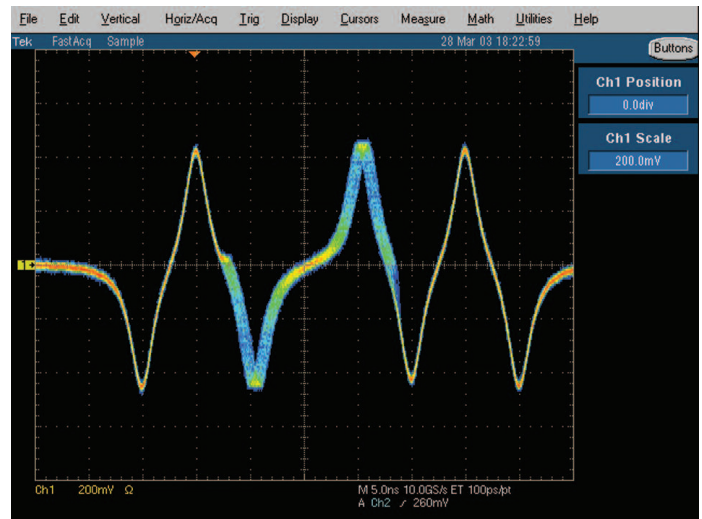 File Edit Vertical Horiz/Acq Trig Display Cursors Measure Math Utilities Help
Tek FastAcq Sample 28 Mar 03 18:22:59 Buttons
Ch1 Position
0.0div
Ch1 Scale
200.0mV
1
Ch1 200mV Ω M 5.0ns 10.0GS/s ET 100ps/pt
A Ch2 ∕ 260mV